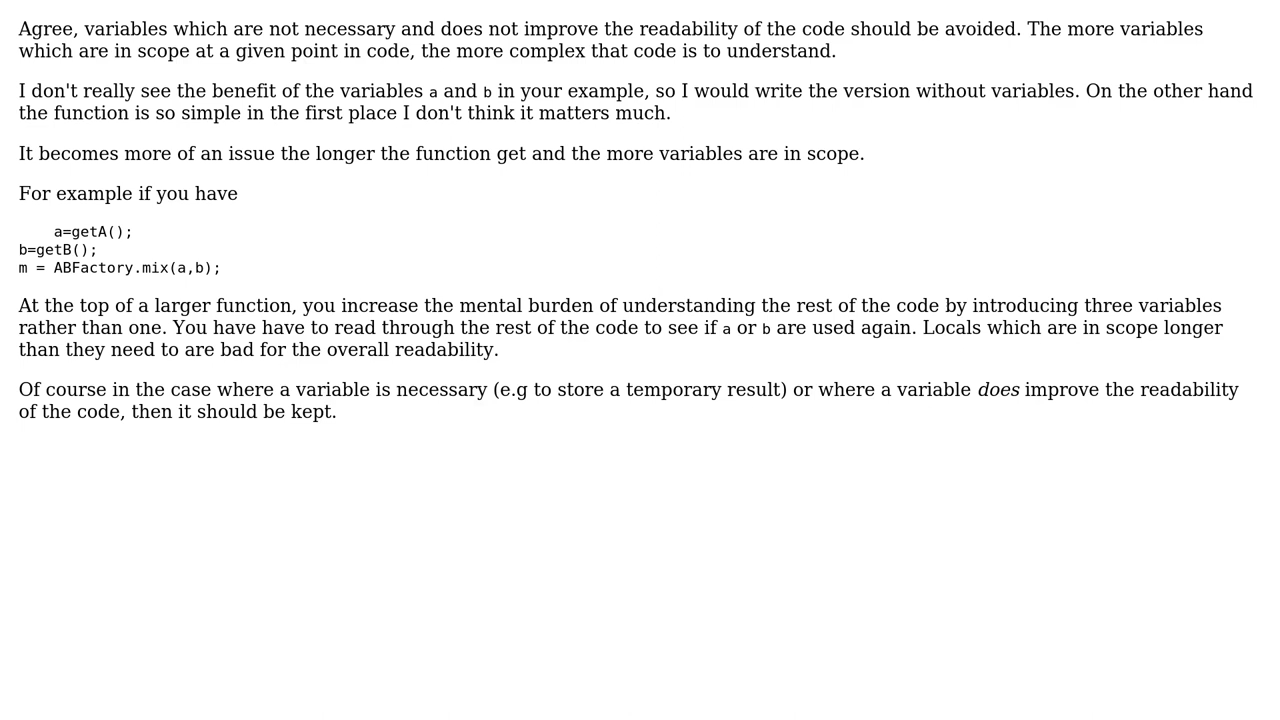 Agree, variables which are not necessary and does not improve the readability of the code should be avoided. The more variables
which are in scope at a given point in code, the more complex that code is to understand.
I don't really see the benefit of the variables a and b in your example, so I would write the version without variables. On the other hand
the function is so simple in the first place I don't think it matters much.
It becomes more of an issue the longer the function get and the more variables are in scope.
For example if you have
    a=getA();
b=getB();
m = ABFactory.mix(a,b);
At the top of a larger function, you increase the mental burden of understanding the rest of the code by introducing three variables
rather than one. You have have to read through the rest of the code to see if a or b are used again. Locals which are in scope longer
than they need to are bad for the overall readability.
Of course in the case where a variable is necessary (e.g to store a temporary result) or where a variable does improve the readability
of the code, then it should be kept.